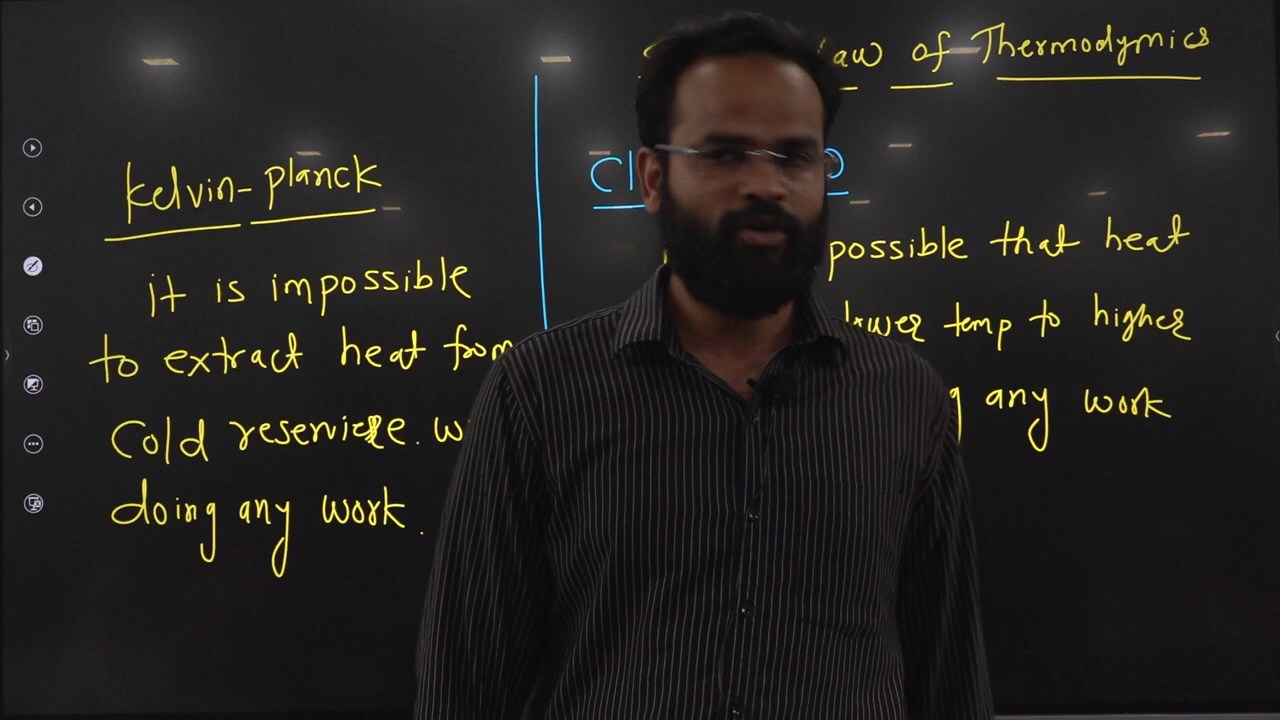 law of Thermodymics
kelvin-planck
it is impossible
to extract heat from
Cold reserviere.
doing any work.
possible that heat
lower temp to higher
any work